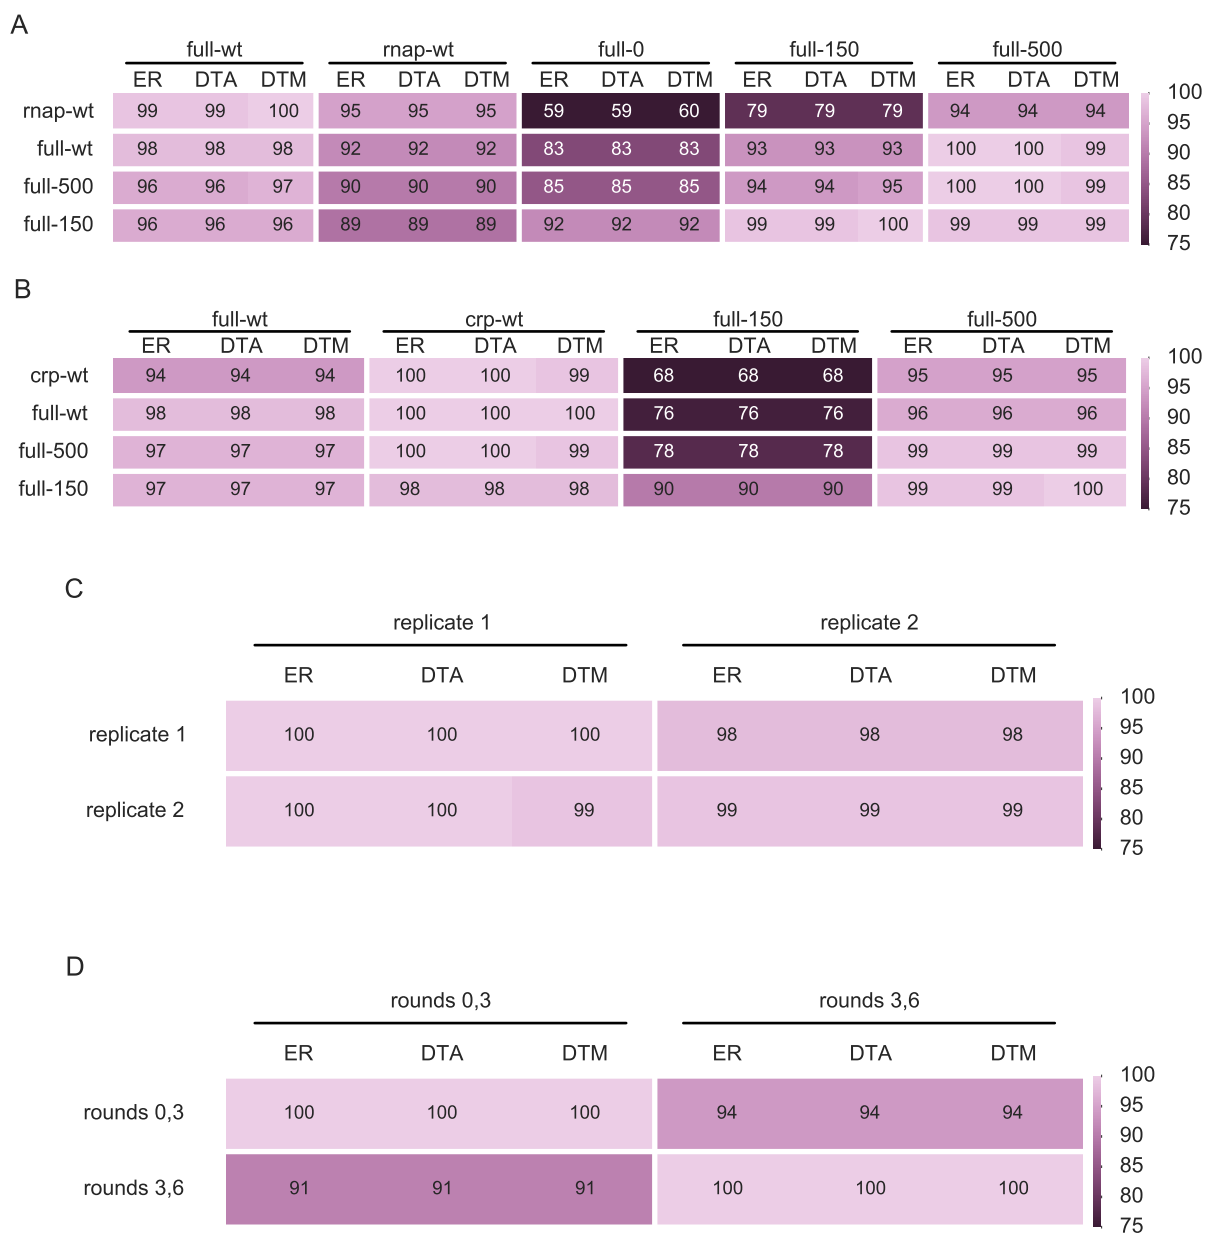 A
full-wt rnap-wt full-0 full-150 full-500
ER DTA DTM ER DTA DTM ER DTA DTM ER DTA DTM ER DTA DTM
rnap-wt 99 99 100 95 95 95 59 59 60 79 79 79 94 94 94
full-wt 98 98 98 92 92 92 83 83 83 93 93 93 100 100 99
full-500 96 96 97 90 90 90 85 85 85 94 94 95 100 100 99
full-150 96 96 96 89 89 89 92 92 92 99 99 100 99 99 99
100
95
90
85
80
75
B
full-wt crp-wt full-150 full-500
ER DTA DTM ER DTA DTM ER DTA DTM ER DTA DTM
crp-wt 94 94 94 100 100 99 68 68 68 95 95 95
full-wt 98 98 98 100 100 100 76 76 76 96 96 96
full-500 97 97 97 100 100 99 78 78 78 99 99 99
full-150 97 97 97 98 98 98 90 90 90 99 99 100
100
95
90
85
80
75
C
replicate 1 replicate 2
ER DTA DTM ER DTA DTM
replicate 1 100 100 100 98 98 98
replicate 2 100 100 99 99 99 99
100
95
90
85
80
75
D
rounds 0,3 rounds 3,6
ER DTA DTM ER DTA DTM
rounds 0,3 100 100 100 94 94 94
rounds 3,6 91 91 91 100 100 100
100
95
90
85
80
75